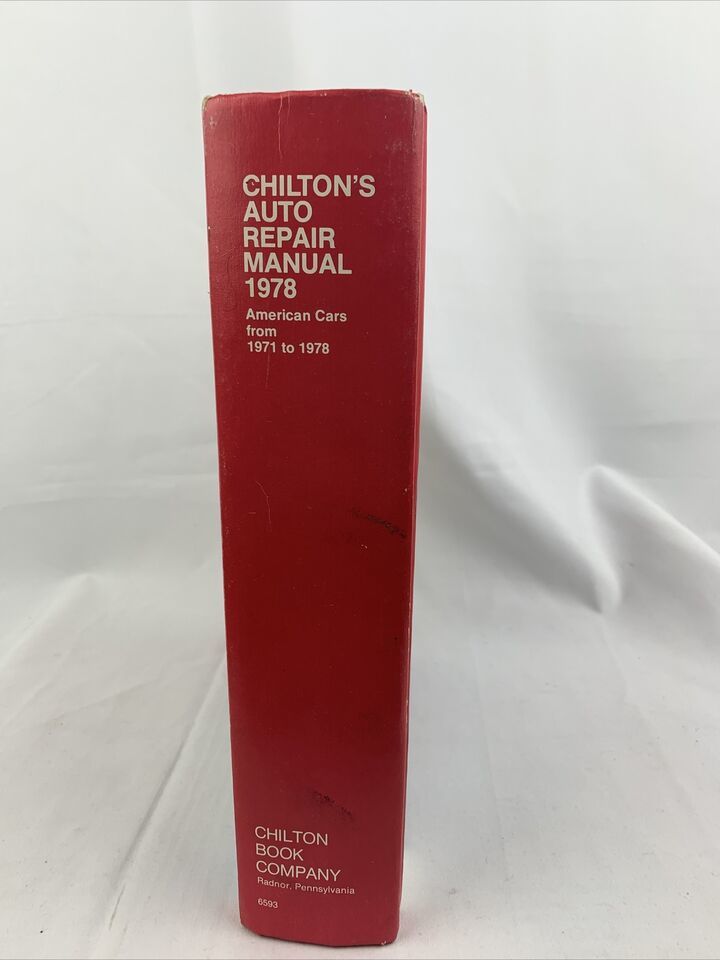 CHILTON'S
AUTO
REPAIR
MANUAL
1978
American Cars
from
1971 to 1978
CHILTON
BOOK
COMPANY
Radnor, Pennsylvania
6593